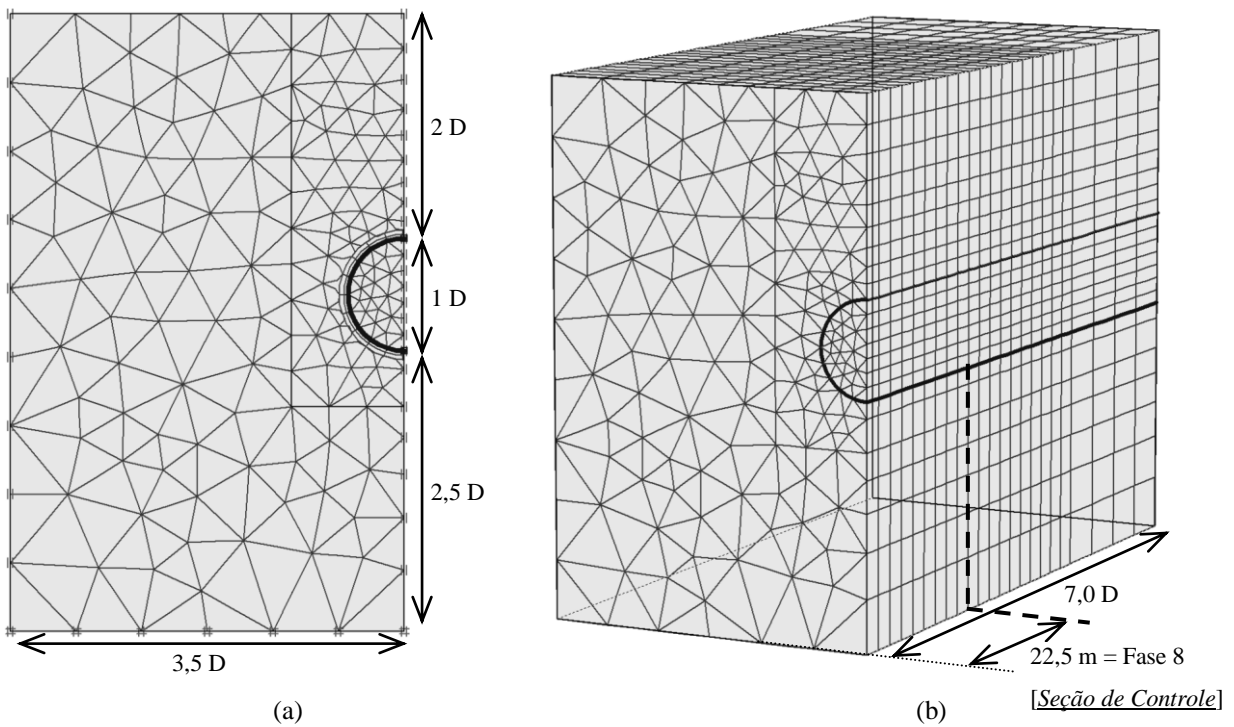 2 D
1 D
2,5 D
3,5 D
7,0 D
22,5 m = Fase 8
[Seção de Controle]
(a)
(b)